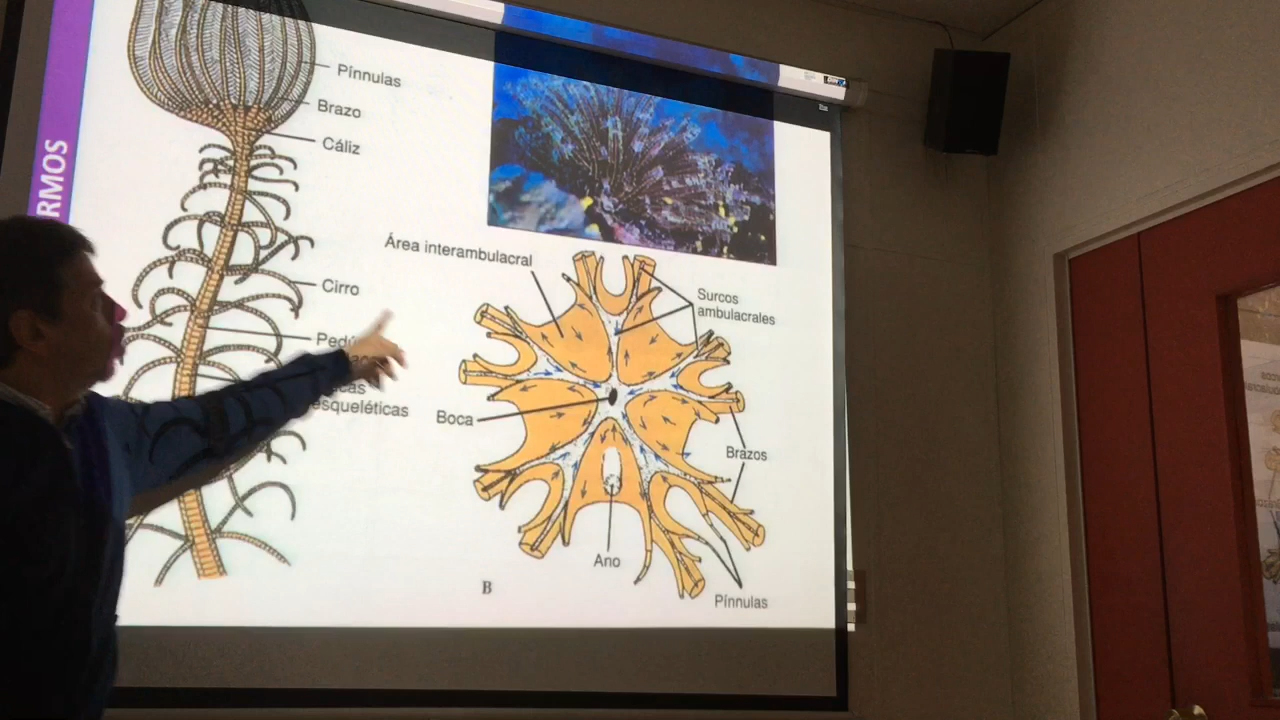 RMOS
Pínnulas
Brazo
Cáliz
Cirro
esqueléticas
Área interambulacral
Surcos
ambulacrales
Boca
Brazos
Ano
B
Pínnulas